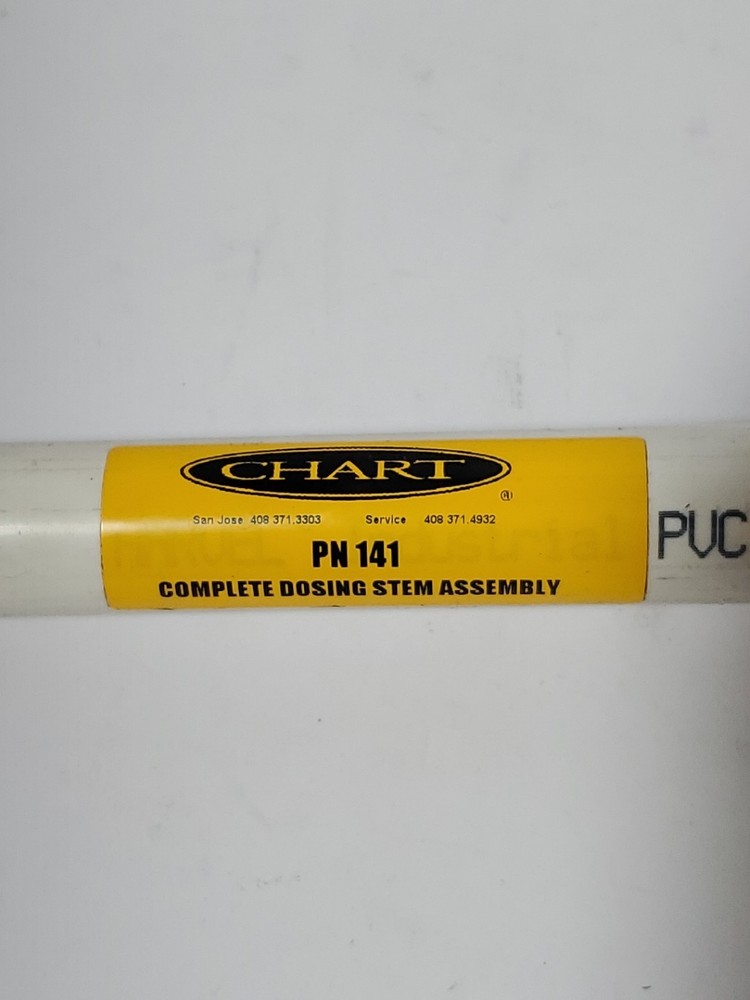 CHART
®
San Jose 408 371.3303 Service 408 371.4932
PN 141
COMPLETE DOSING STEM ASSEMBLY
PVC